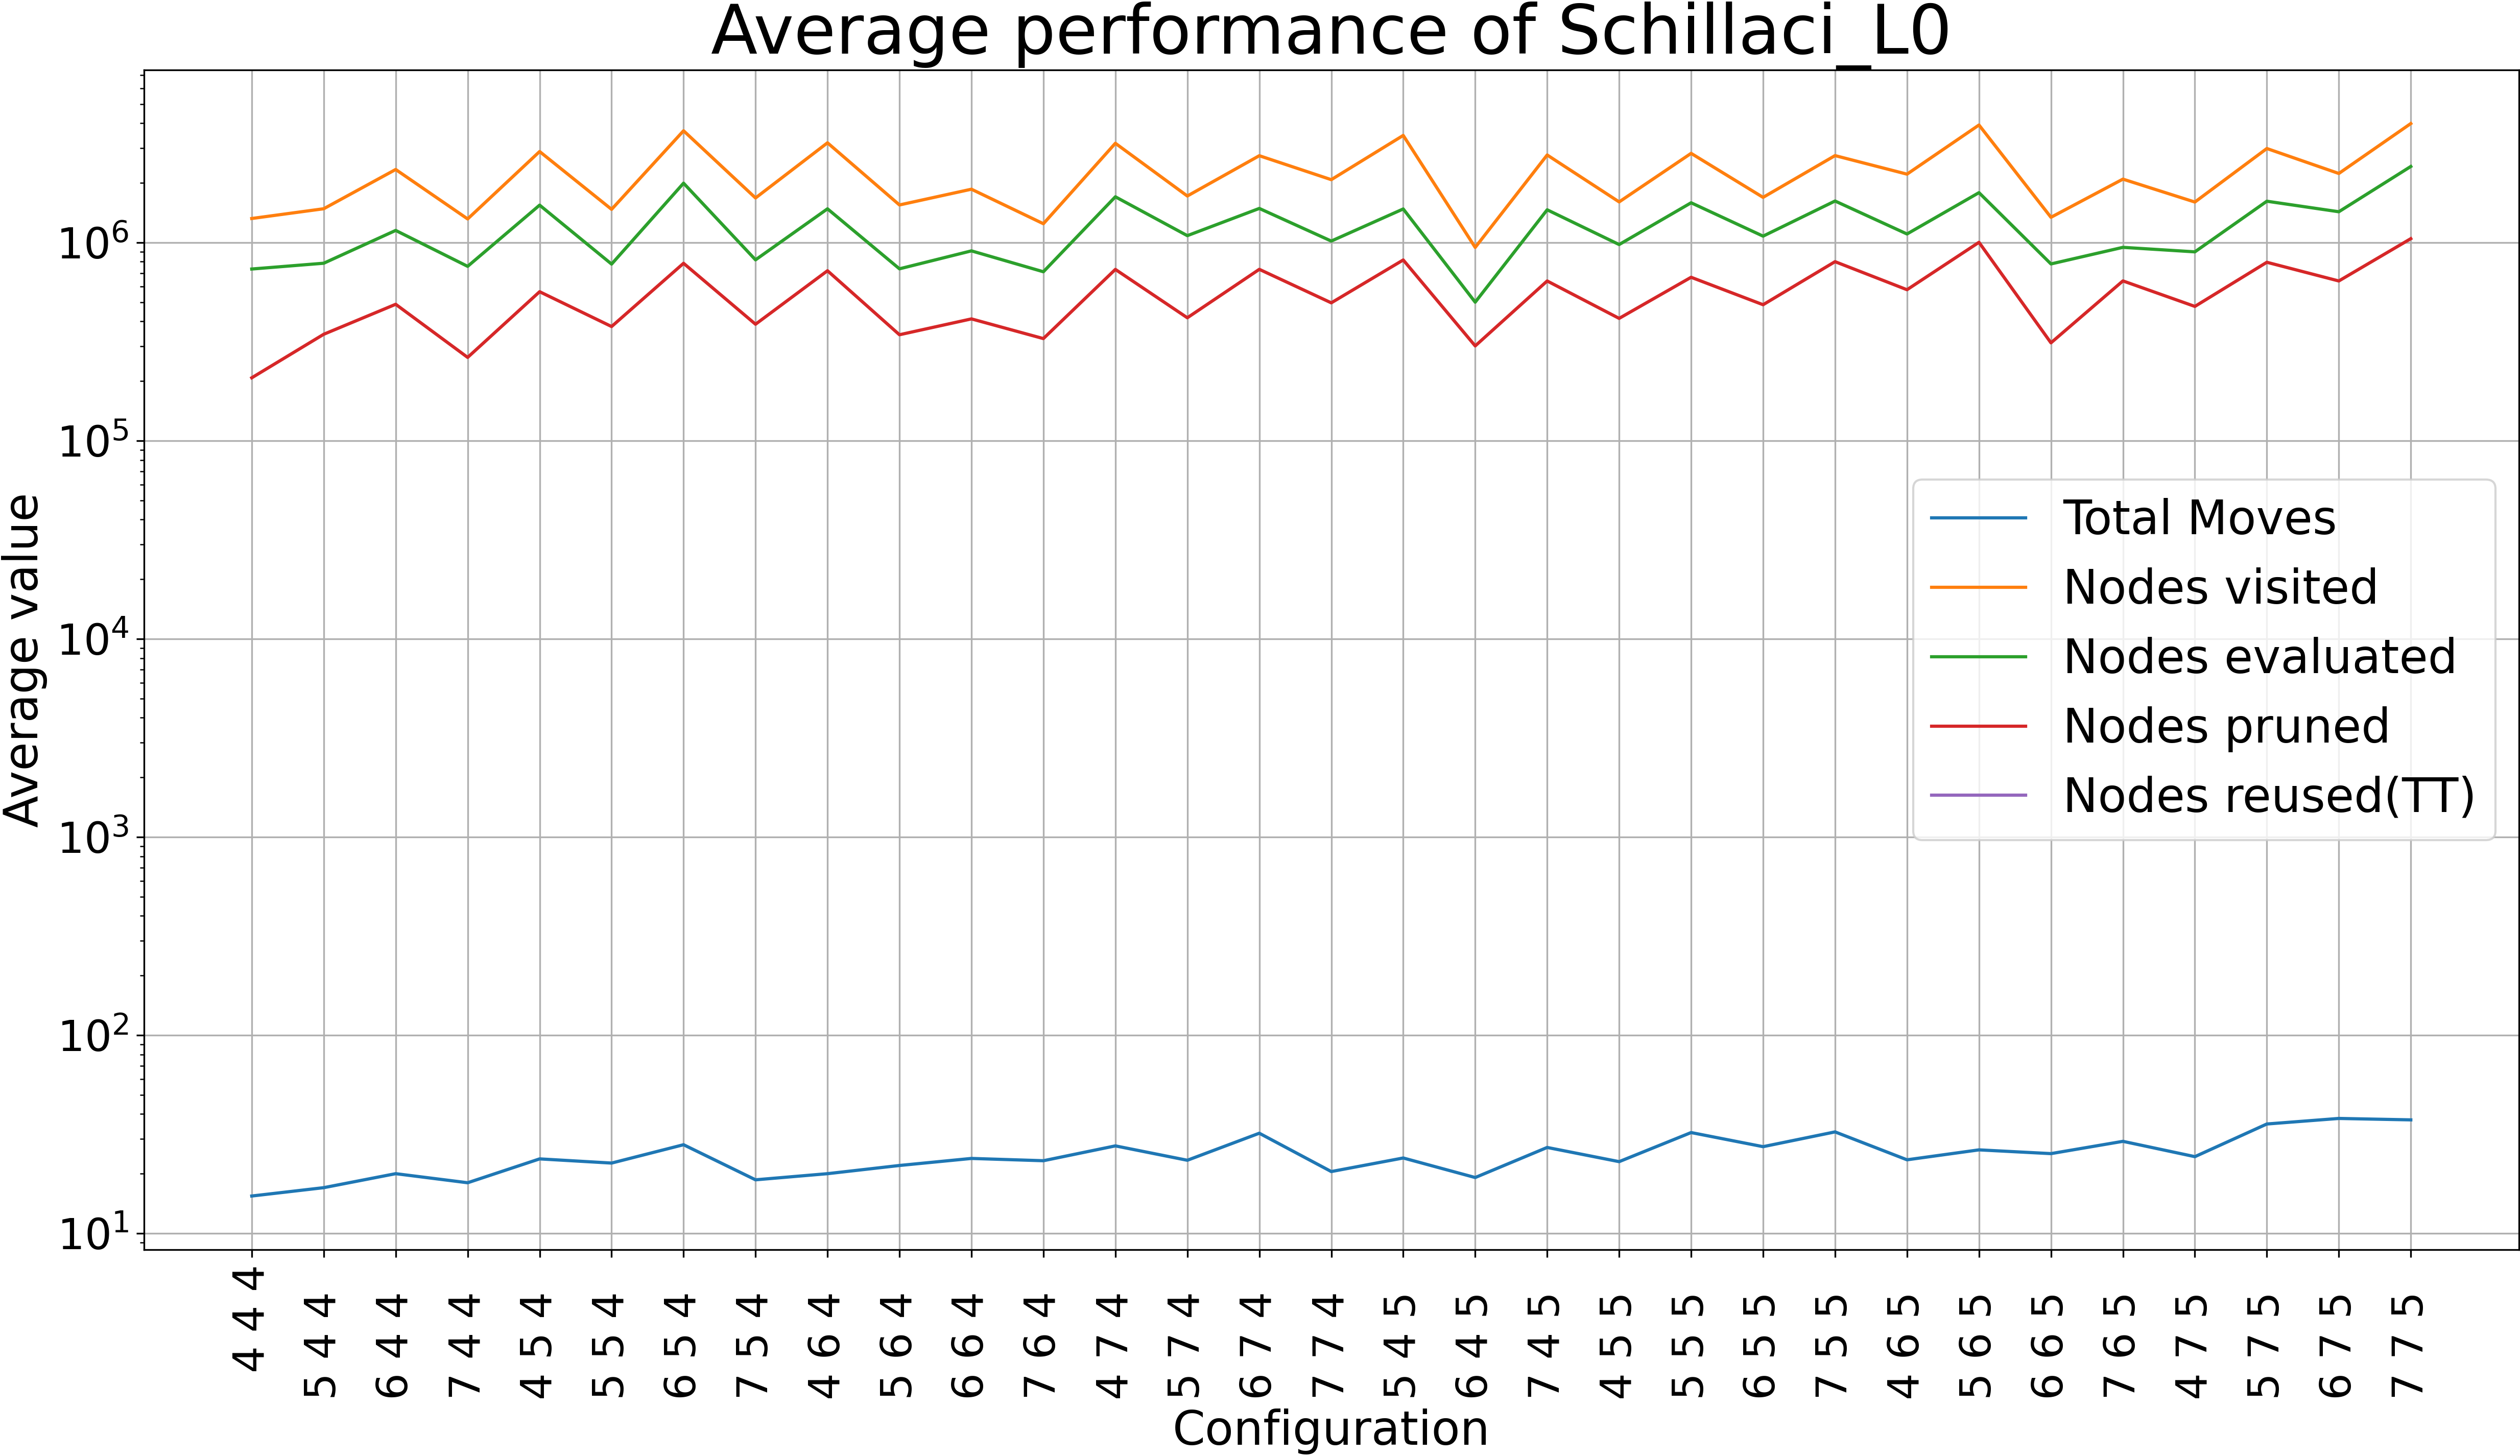 Average performance of Schillaci_L0
Average value
10^6
10^5
10^4
10^3
10^2
10^1
Total Moves
Nodes visited
Nodes evaluated
Nodes pruned
Nodes reused(TT)
4 4 4
5 4 4
6 4 4
7 4 4
4 5 4
5 5 4
6 5 4
7 5 4
4 6 4
5 6 4
6 6 4
7 6 4
4 7 4
5 7 4
6 7 4
7 7 4
5 4 5
6 4 5
7 4 5
4 5 5
5 5 5
6 5 5
7 5 5
4 6 5
5 6 5
6 6 5
7 6 5
4 7 5
5 7 5
6 7 5
7 7 5
Configuration